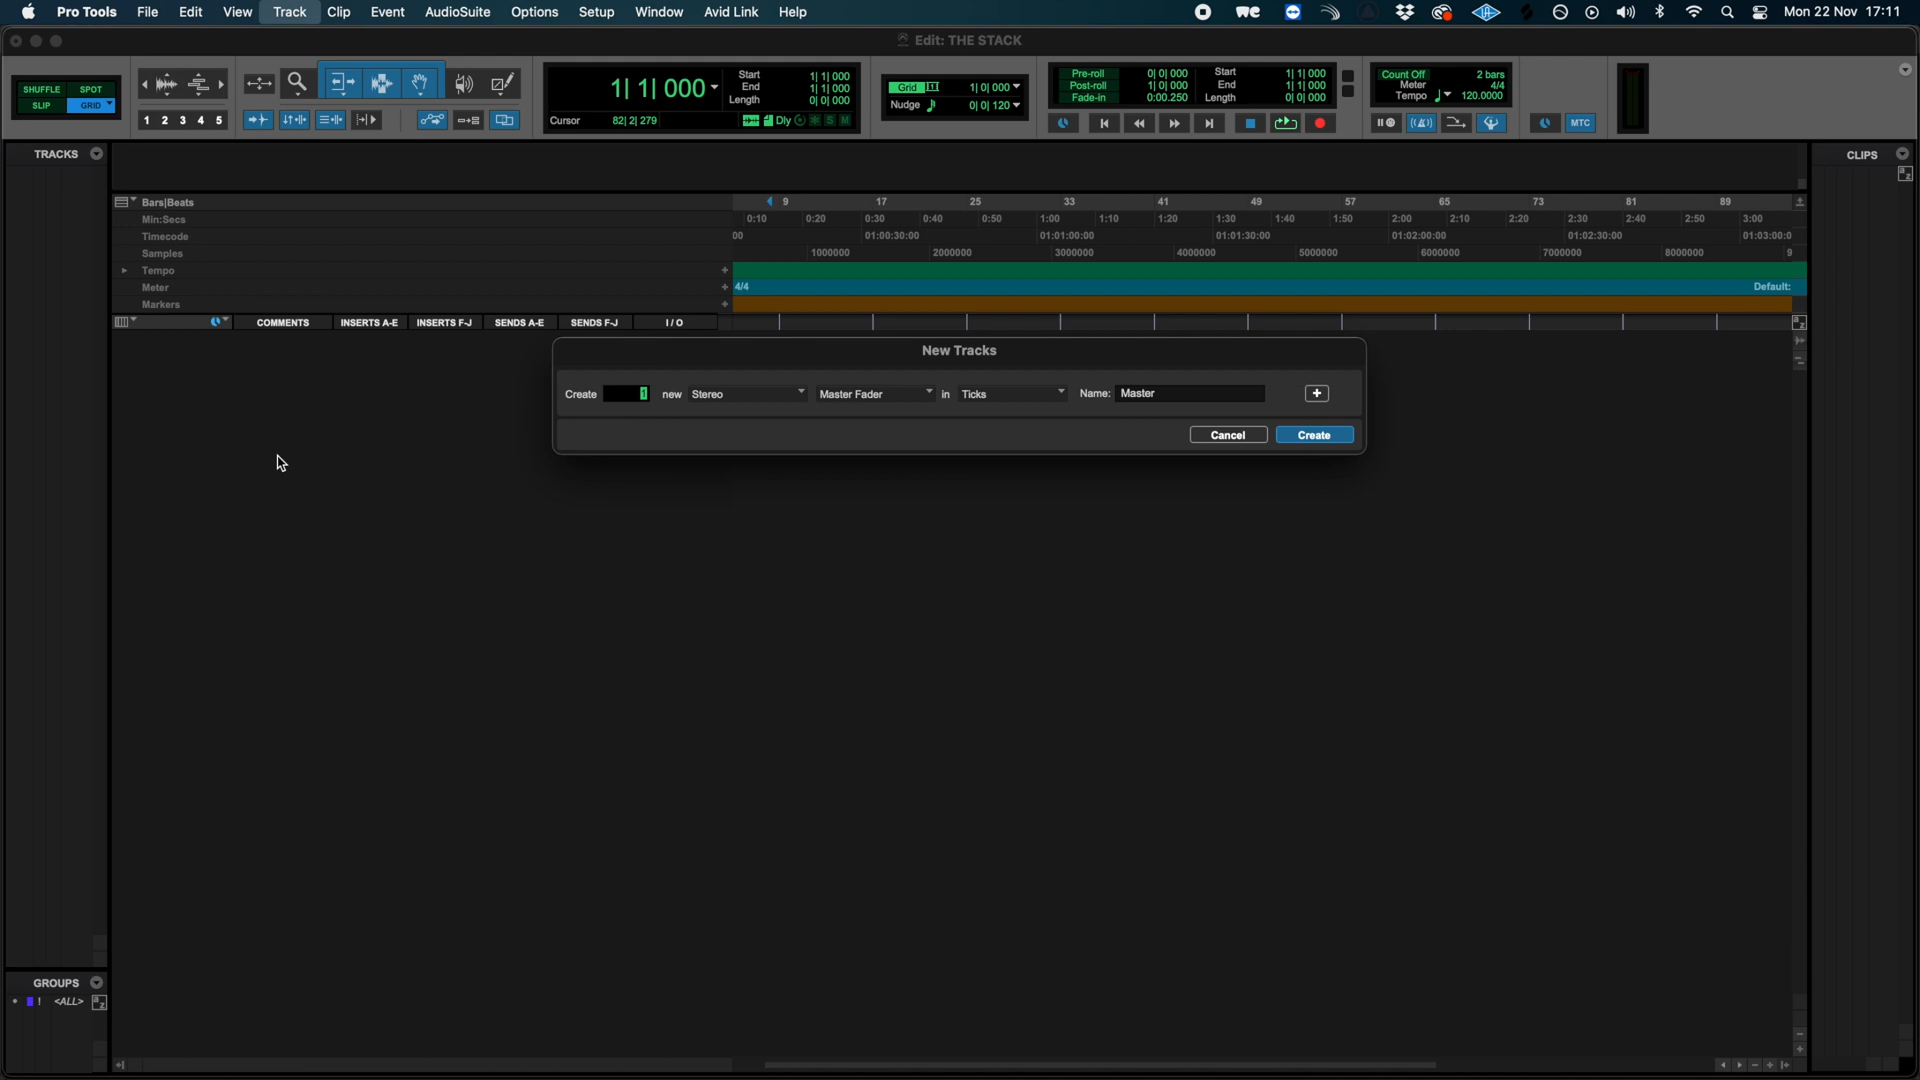 Pro Tools File Edit View Track Clip Event AudioSuite Options Setup Window Avid Link Help Mon 22 Nov 17:11
Edit: THE STACK
SHUFFLE SPOT
SLIP GRID
1 2 3 4 5
1| 1| 000
Start 1| 1| 000
End 1| 1| 000
Length 0| 0| 000
Cursor 82| 2| 279 Dly S M
Grid 1| 0| 000
Nudge 0| 0| 120
Pre-roll 0| 0| 000 Start 1| 1| 000
Post-roll 1| 0| 000 End 1| 1| 000
Fade-in 0:00.250 Length 0| 0| 000
Count Off 2 bars
Meter 4/4
Tempo 120.0000
MTC
TRACKS
CLIPS
Bars|Beats 9 17 25 33 41 49 57 65 73 81 89
Min:Secs 0:10 0:20 0:30 0:40 0:50 1:00 1:10 1:20 1:30 1:40 1:50 2:00 2:10 2:20 2:30 2:40 2:50 3:00
Timecode 00 01:00:30:00 01:01:00:00 01:01:30:00 01:02:00:00 01:02:30:00 01:03:00:0
Samples 1000000 2000000 3000000 4000000 5000000 6000000 7000000 8000000 9
Tempo +
Meter + 4/4 Default:
Markers +
COMMENTS INSERTS A-E INSERTS F-J SENDS A-E SENDS F-J I / O
New Tracks
Create 1 new Stereo Master Fader in Ticks Name: Master +
Cancel Create
GROUPS
! <ALL> a z